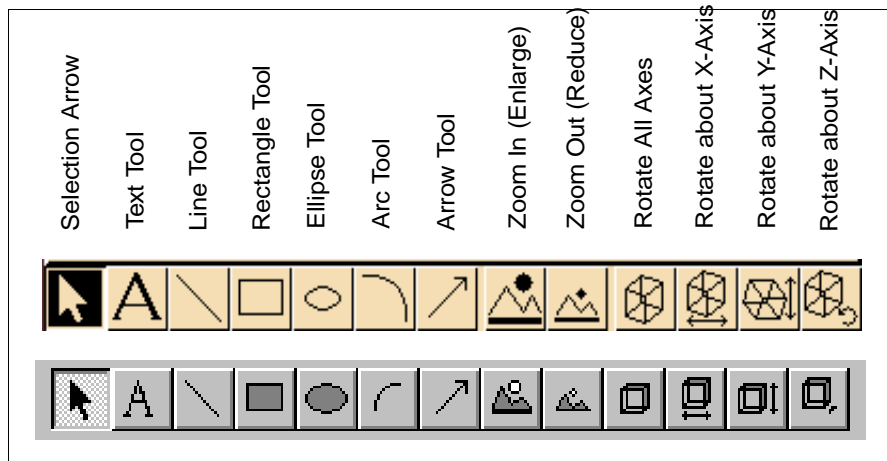 Selection Arrow
Text Tool
Line Tool
Rectangle Tool
Ellipse Tool
Arc Tool
Arrow Tool
Zoom In (Enlarge)
Zoom Out (Reduce)
Rotate All Axes
Rotate about X-Axis
Rotate about Y-Axis
Rotate about Z-Axis
A
A